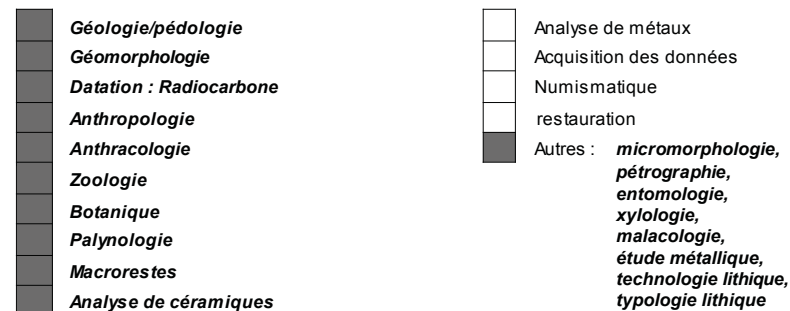 Géologie/pédologie
Géomorphologie
Datation : Radiocarbone
Anthropologie
Anthracologie
Zoologie
Botanique
Palynologie
Macrorestes
Analyse de céramiques
Analyse de métaux
Acquisition des données
Numismatique
restauration
Autres : micromorphologie,
pétrographie,
entomologie,
xylologie,
malacologie,
étude métallique,
technologie lithique,
typologie lithique